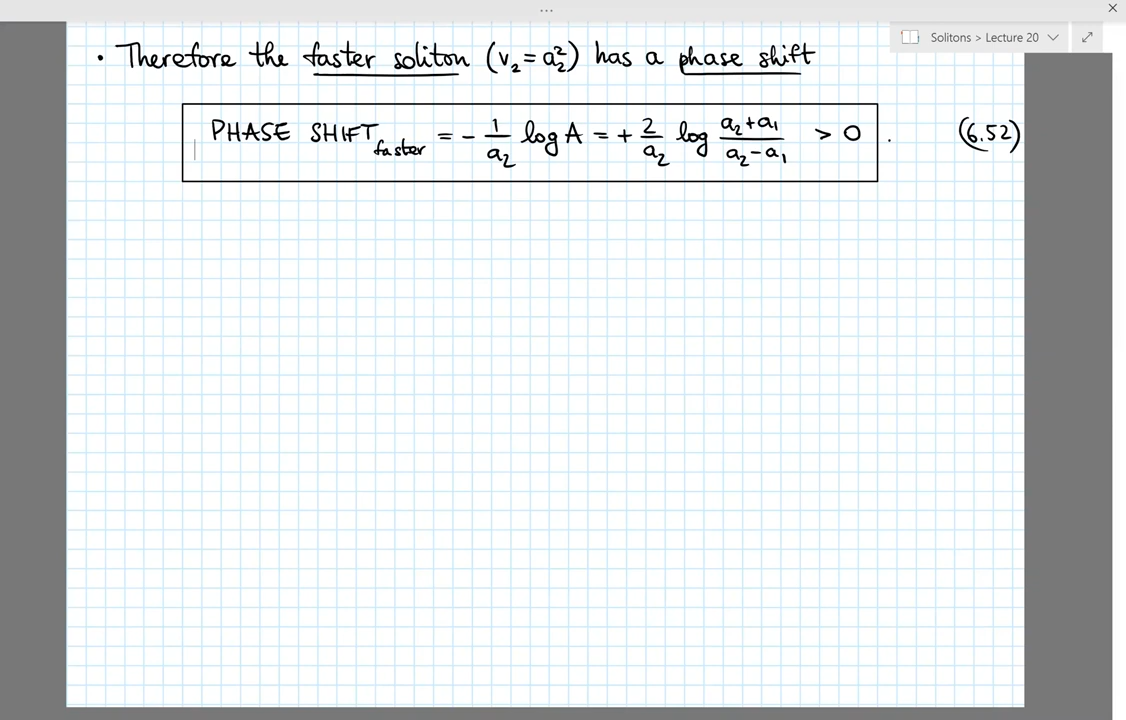 ...
Solitons > Lecture 20
• Therefore the faster soliton (v₂ = a₂²) has a phase shift
PHASE SHIFT_faster = - 1/a₂ log A = + 2/a₂ log (a₂+a₁)/(a₂-a₁) > 0 . (6.52)